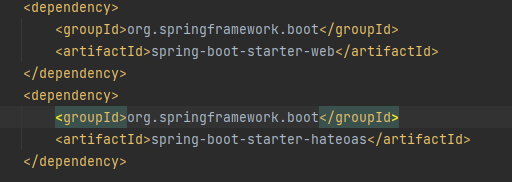 <dependency>
<groupId>org.springframework.boot</groupId>
<artifactId>spring-boot-starter-web</artifactId>
</dependency>
<dependency>
<groupId>org.springframework.boot</groupId>
<artifactId>spring-boot-starter-hateoas</artifactId>
</dependency>